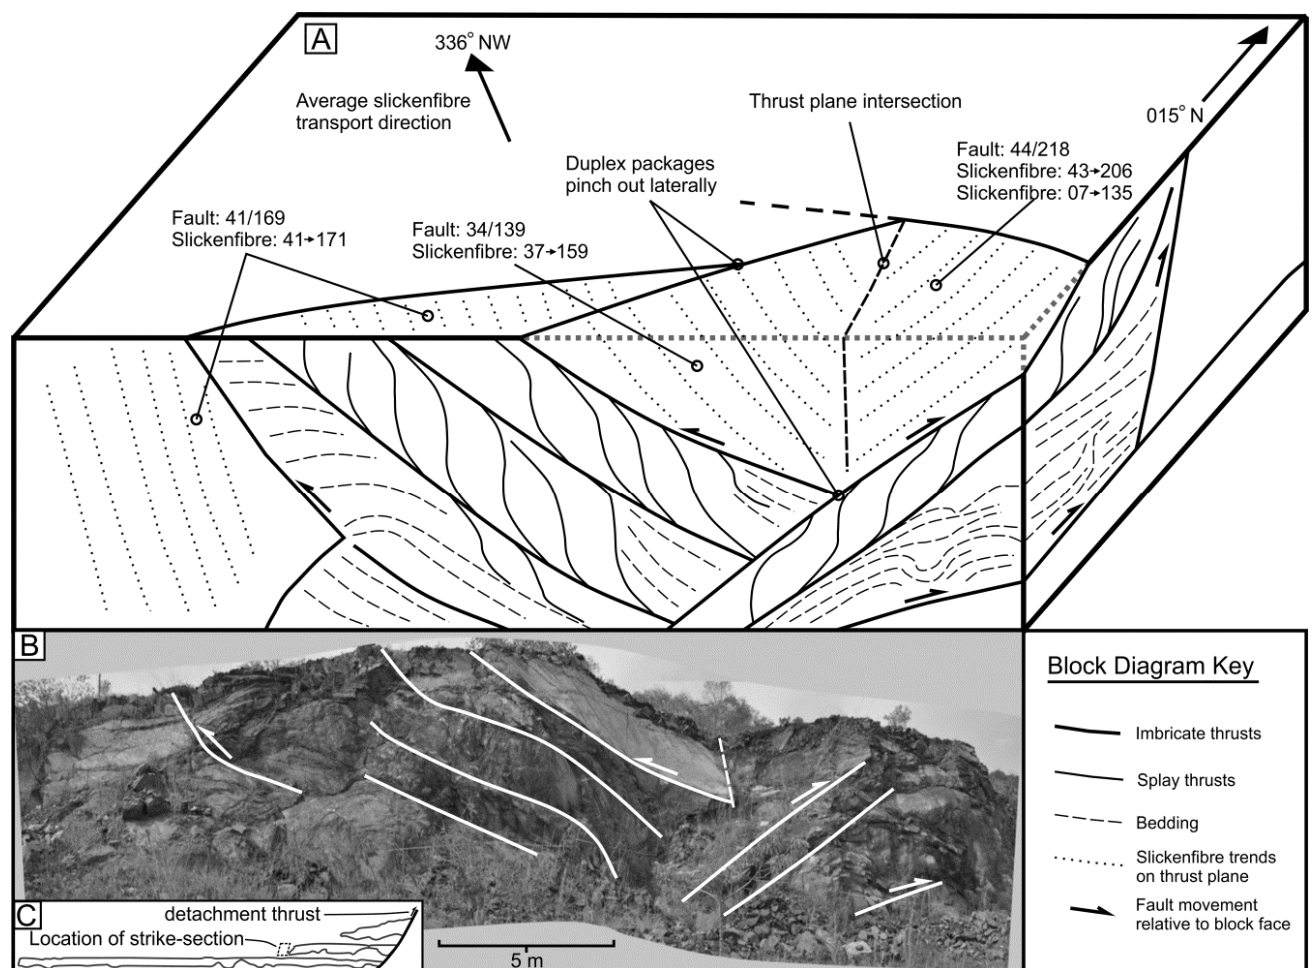 A
336° NW
Average slickenfibre
transport direction
Thrust plane intersection
015° N
Duplex packages
pinch out laterally
Fault: 44/218
Slickenfibre: 43→206
Slickenfibre: 07→135
Fault: 41/169
Slickenfibre: 41→171
Fault: 34/139
Slickenfibre: 37→159
B
Block Diagram Key
Imbricate thrusts
Splay thrusts
Bedding
Slickenfibre trends
on thrust plane
Fault movement
relative to block face
C
detachment thrust
Location of strike-section
5 m